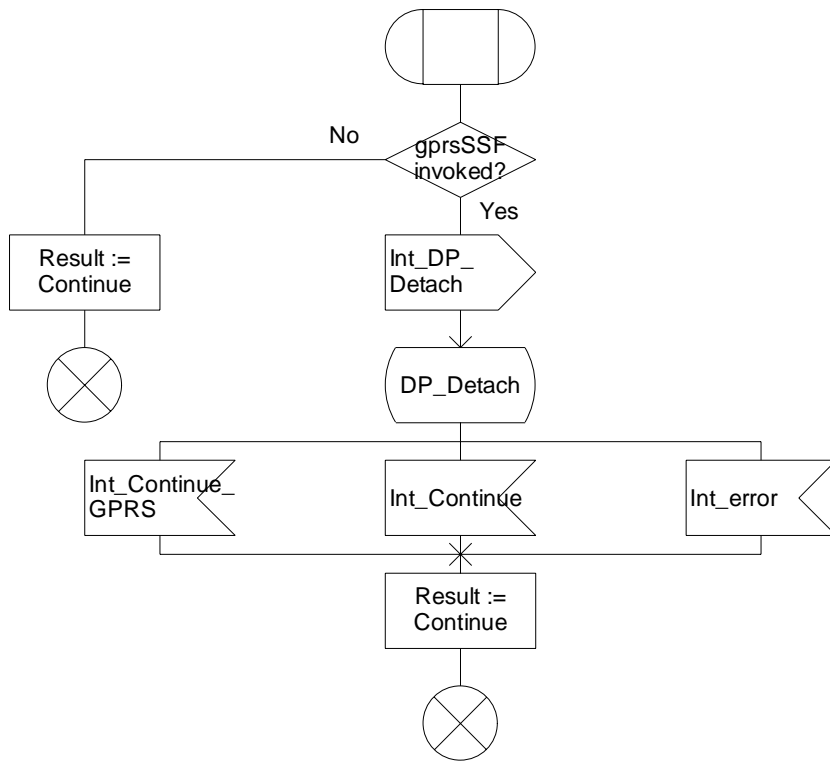 No
gprsSSF
invoked?
Yes
Result :=
Continue
Int_DP_
Detach
DP_Detach
Int_Continue_
GPRS
Int_Continue
Int_error
Result :=
Continue